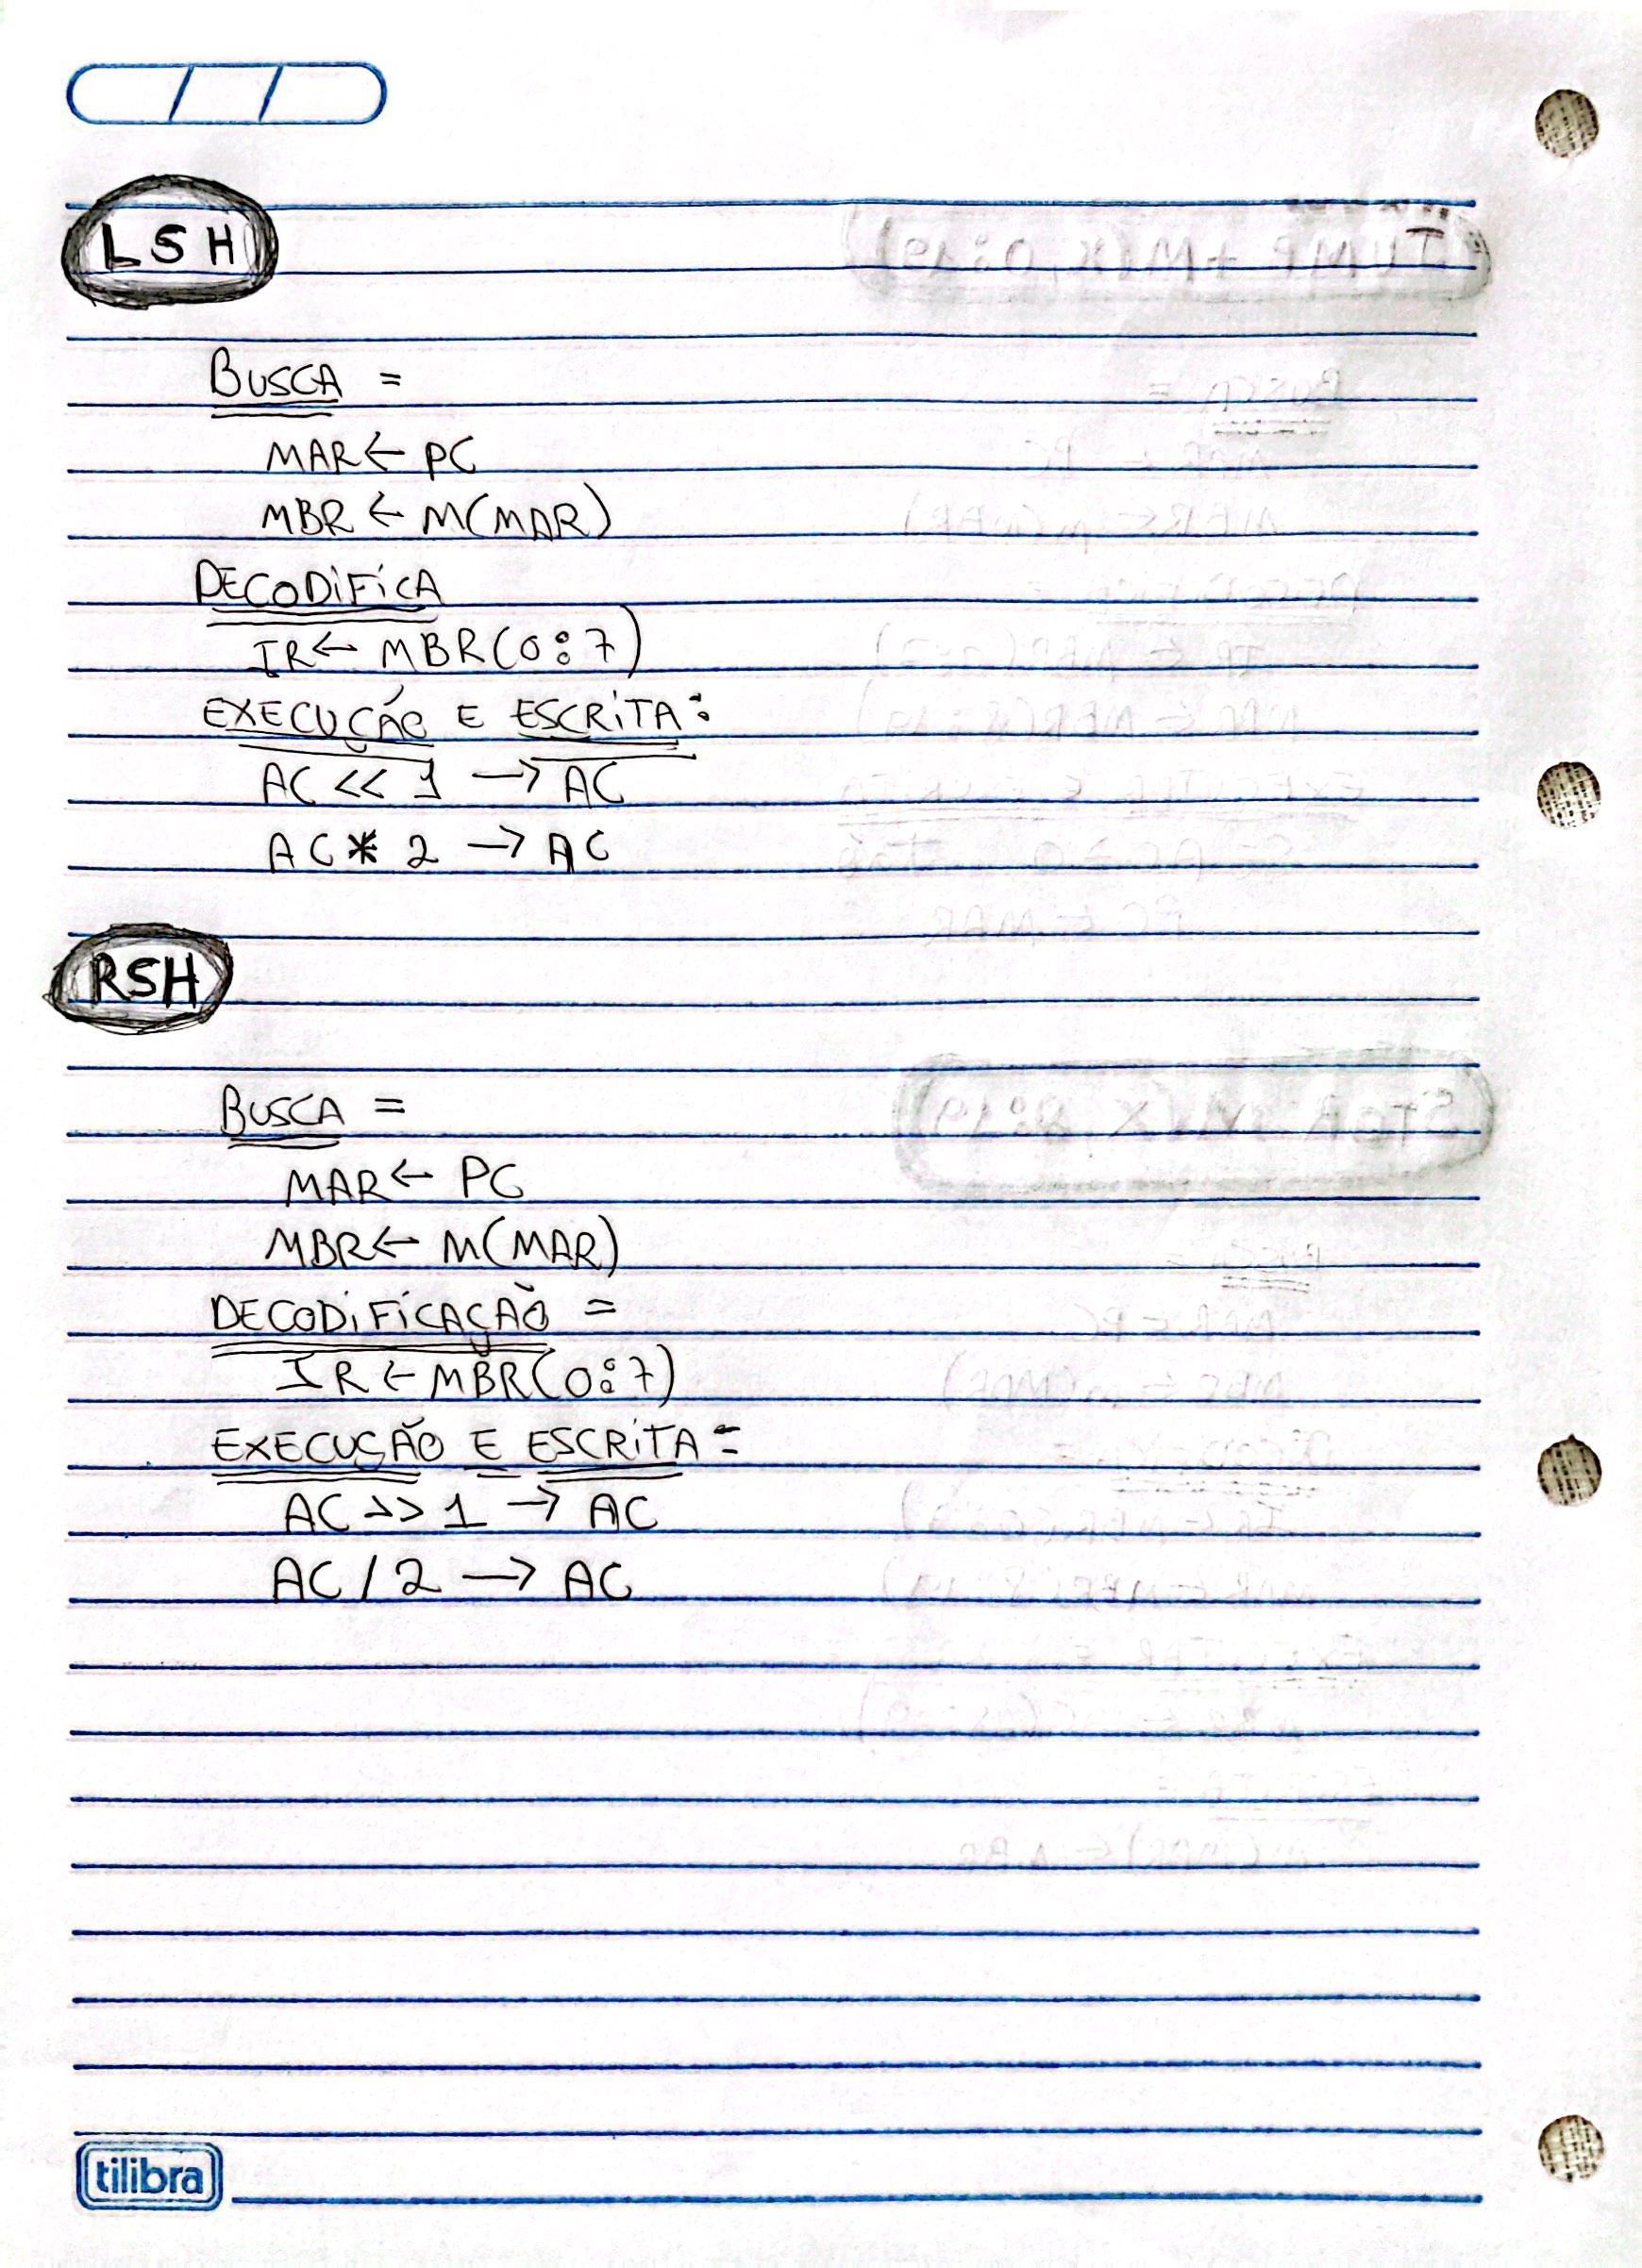 LSH
BUSCA =
MAR ← PC
MBR ← M(MAR)
DECODIFICA
IR ← MBR(0:7)
EXECUÇÃO E ESCRITA:
AC << 1 → AC
AC * 2 → AC
RSH
BUSCA =
MAR ← PC
MBR ← M(MAR)
DECODIFICAÇÃO =
IR ← MBR(0:7)
EXECUÇÃO E ESCRITA =
AC >> 1 → AC
AC / 2 → AC
tilibra